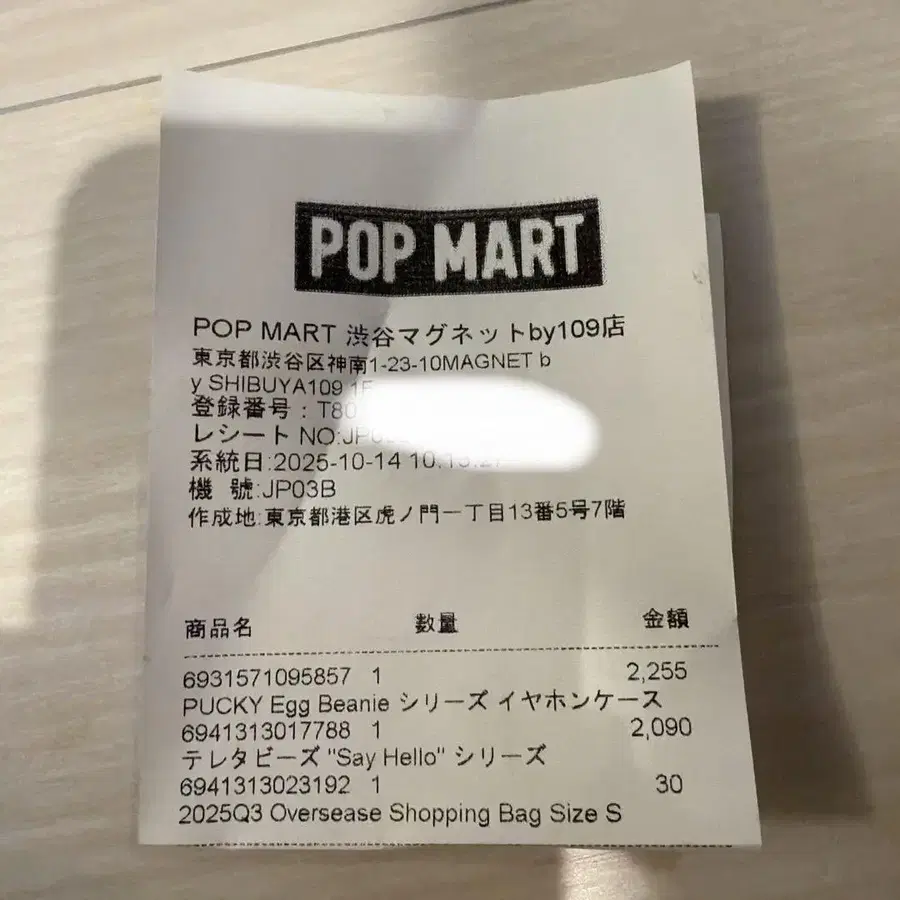 POP MART
POP MART 渋谷マグネットby109店
東京都渋谷区神南1-23-10MAGNET b
y SHIBUYA109 1F
登録番号：T80
レシート NO:JP0
系統日:2025-10-14 10:
機 號:JP03B
作成地:東京都港区虎ノ門一丁目13番5号7階
商品名 数量 金額
6931571095857 1 2,255
PUCKY Egg Beanie シリーズ イヤホンケース
6941313017788 1 2,090
テレタビーズ "Say Hello" シリーズ
6941313023192 1 30
2025Q3 Oversease Shopping Bag Size S